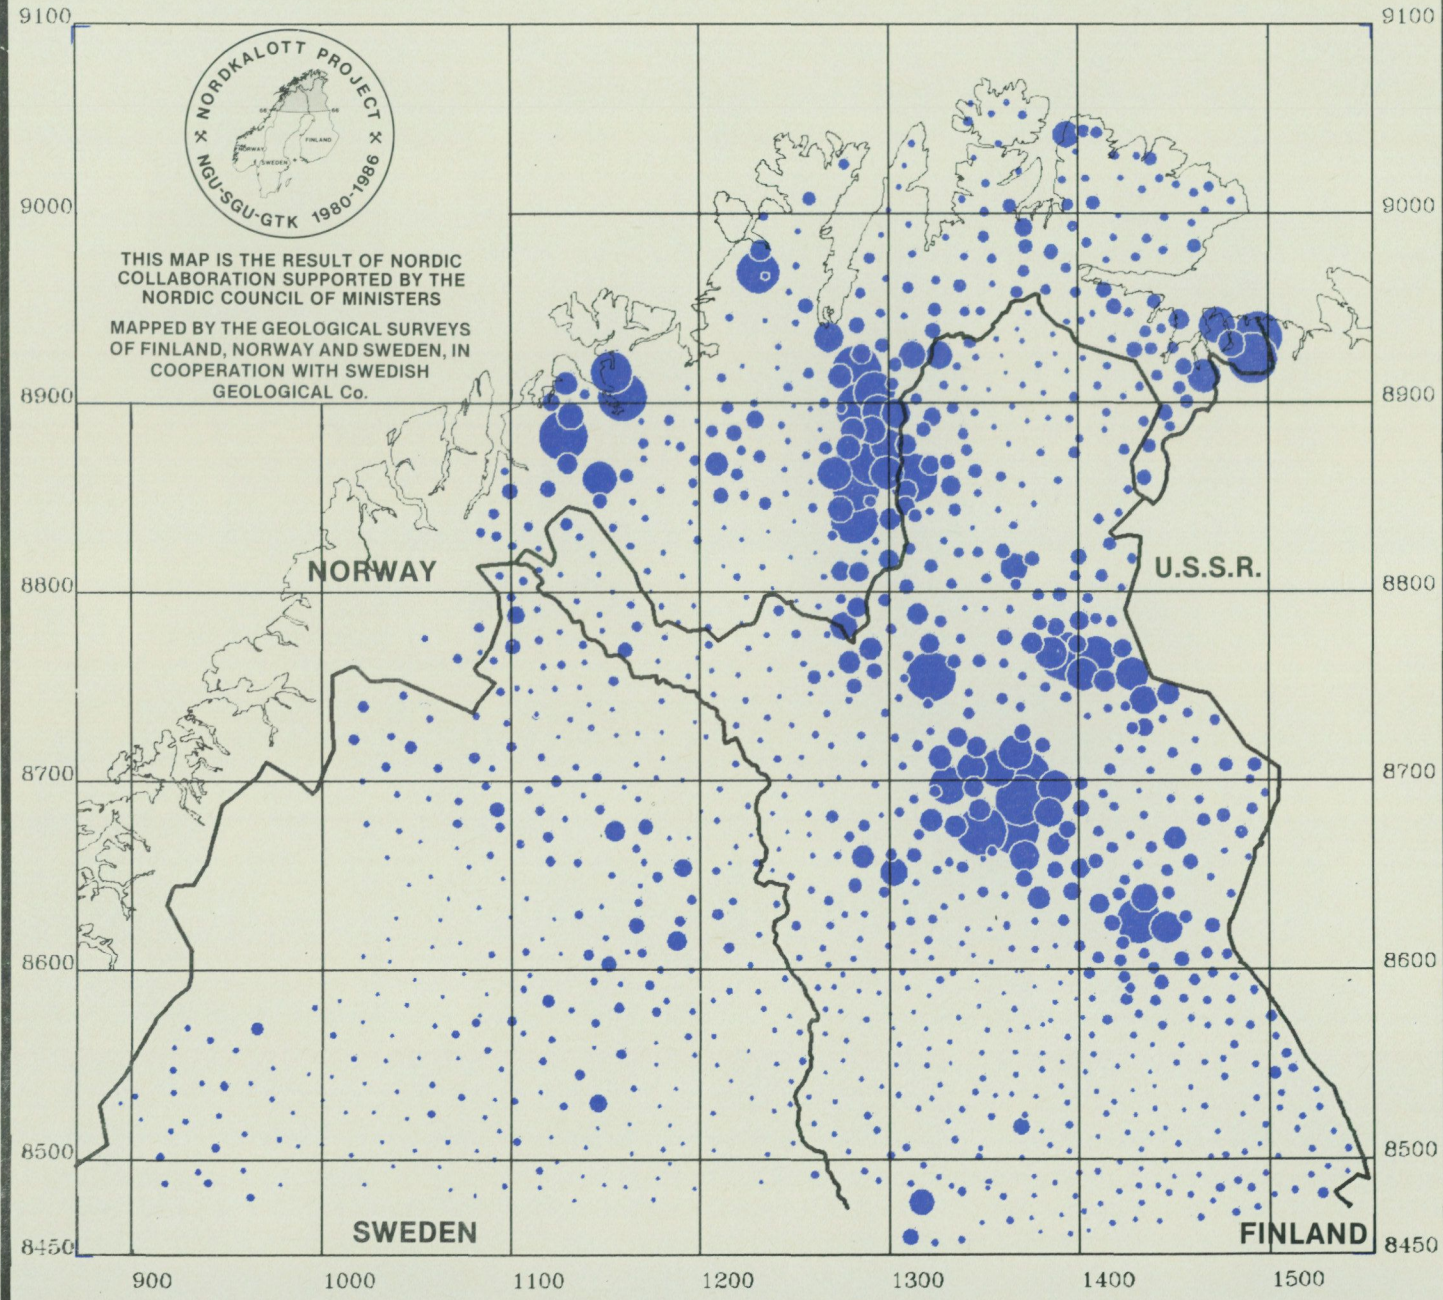 9100
9100
NORDKALOTT PROJECT
NGU-SGU-GTK 1980-1986
NORWAY
SWEDEN
FINLAND
66
66
9000
9000
THIS MAP IS THE RESULT OF NORDIC
COLLABORATION SUPPORTED BY THE
NORDIC COUNCIL OF MINISTERS
MAPPED BY THE GEOLOGICAL SURVEYS
OF FINLAND, NORWAY AND SWEDEN, IN
COOPERATION WITH SWEDISH
GEOLOGICAL Co.
8900
8900
NORWAY
U.S.S.R.
8800
8800
8700
8700
8600
8600
8500
8500
SWEDEN
FINLAND
8450
8450
900
1000
1100
1200
1300
1400
1500